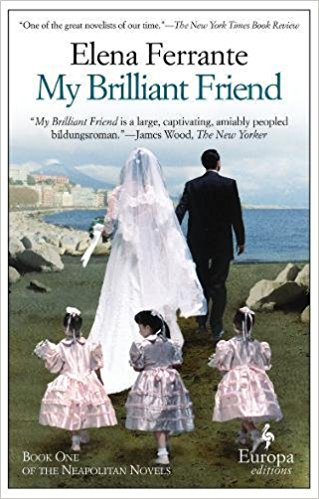 “One of the great novelists of our time.”—The New York Times Book Review
Elena Ferrante
My Brilliant Friend
“My Brilliant Friend is a large, captivating, amiably peopled
bildungsroman.”—James Wood, The New Yorker
Book One
of the Neapolitan Novels
Europa
editions